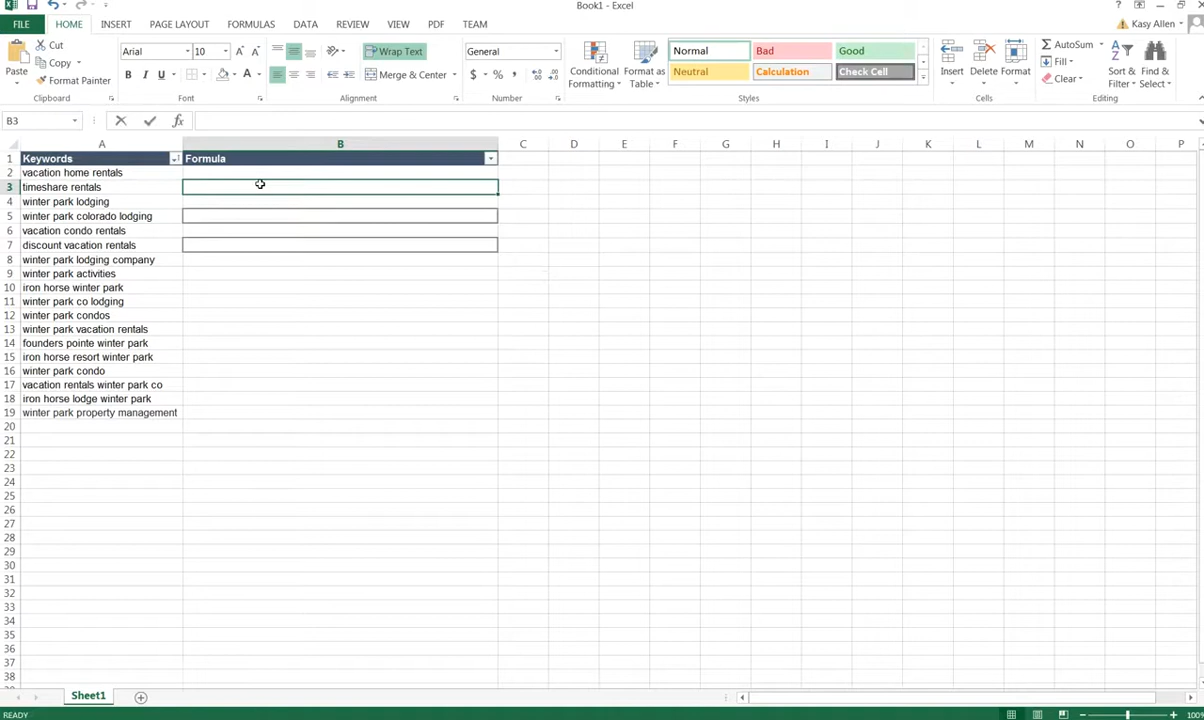 Book1 - Excel
?
FILE HOME INSERT PAGE LAYOUT FORMULAS DATA REVIEW VIEW PDF TEAM Kasy Allen
Paste
Cut
Copy
Format Painter
Clipboard
Arial 10
A A
B I U A
Font
Wrap Text
Merge & Center
Alignment
General
$ % ,
Number
Conditional Formatting
Format as Table
Normal Bad Good
Neutral Calculation Check Cell
Styles
Insert Delete Format
Cells
AutoSum
Fill
Clear
Sort & Filter
Find & Select
Editing
B3 fx
A B C D E F G H I J K L M N O P
1 Keywords Formula
2 vacation home rentals
3 timeshare rentals
4 winter park lodging
5 winter park colorado lodging
6 vacation condo rentals
7 discount vacation rentals
8 winter park lodging company
9 winter park activities
10 iron horse winter park
11 winter park co lodging
12 winter park condos
13 winter park vacation rentals
14 founders pointe winter park
15 iron horse resort winter park
16 winter park condo
17 vacation rentals winter park co
18 iron horse lodge winter park
19 winter park property management
20
21
22
23
24
25
26
27
28
29
30
31
32
33
34
35
36
37
38
Sheet1
READY 100%